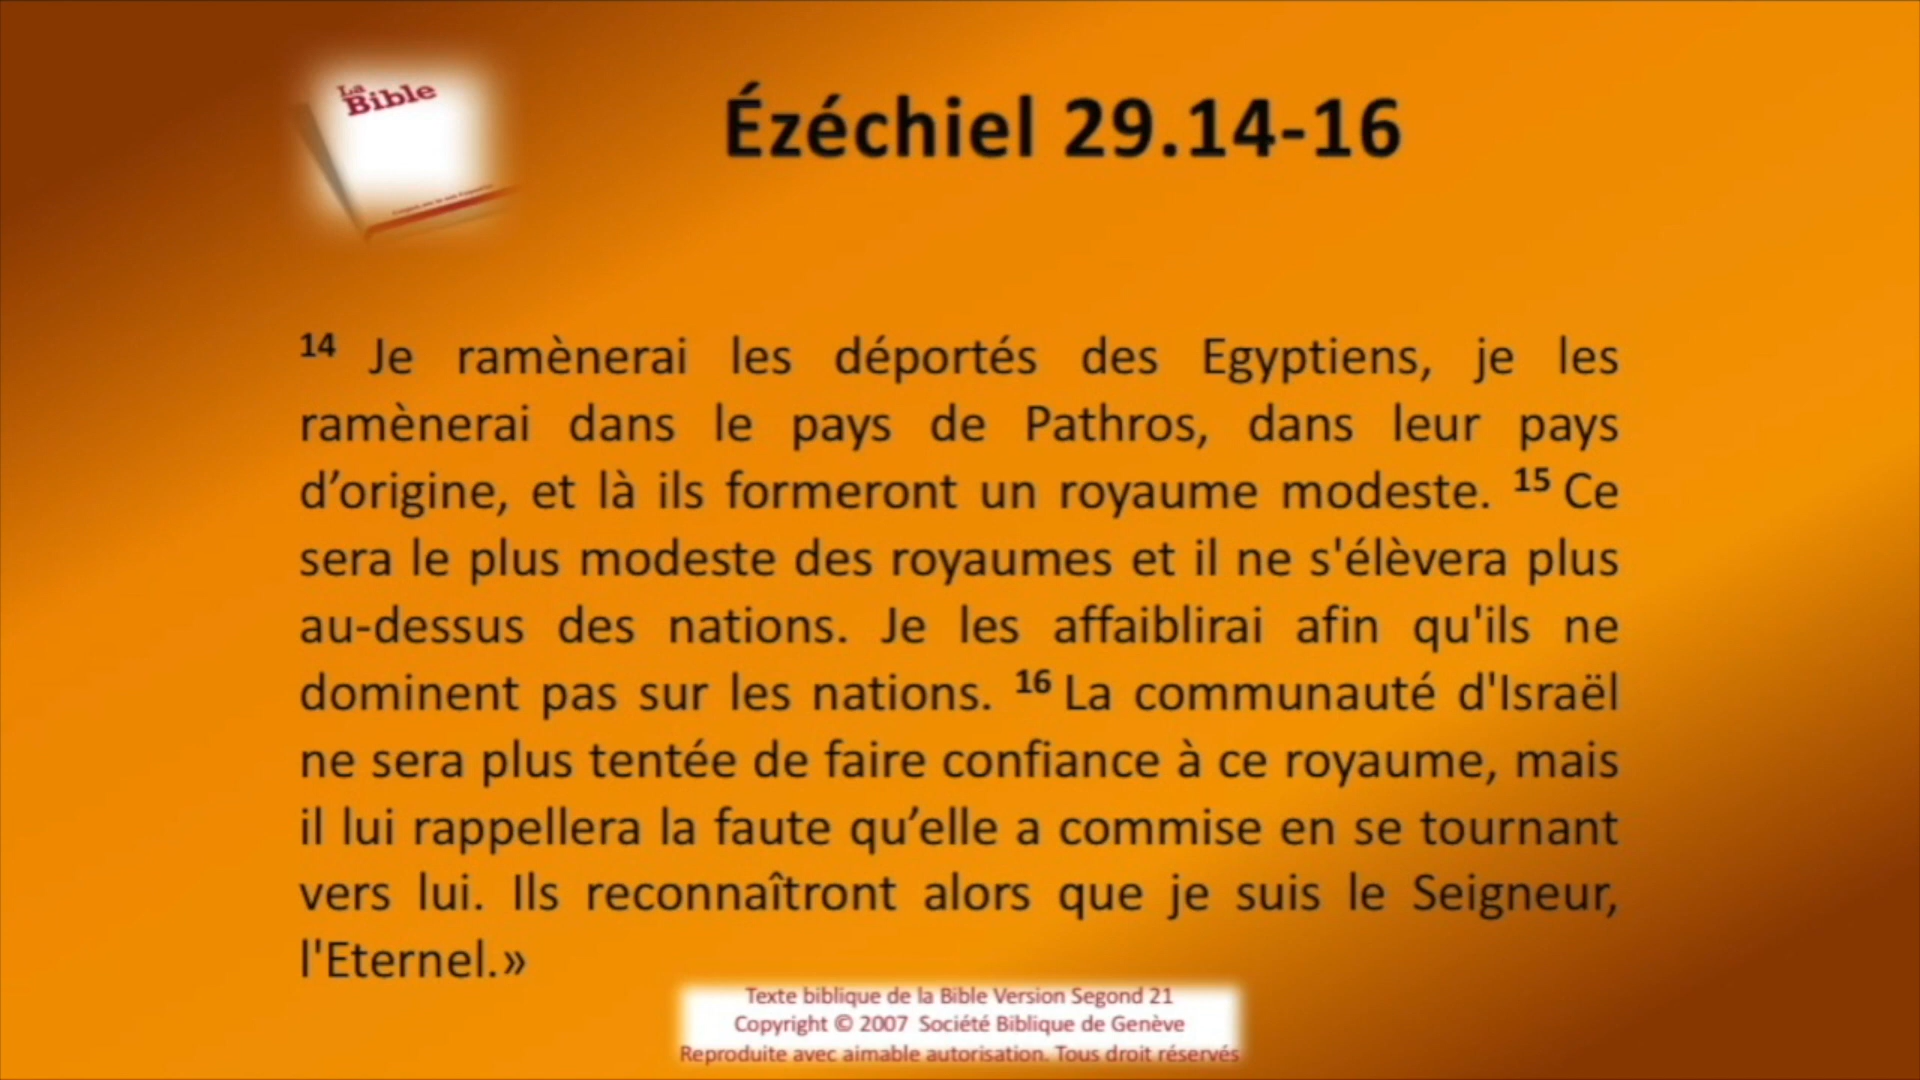 La
Bible
Ézéchiel 29.14-16
14 Je ramènerai les déportés des Egyptiens, je les
ramènerai dans le pays de Pathros, dans leur pays
d’origine, et là ils formeront un royaume modeste. 15 Ce
sera le plus modeste des royaumes et il ne s'élèvera plus
au-dessus des nations. Je les affaiblirai afin qu'ils ne
dominent pas sur les nations. 16 La communauté d'Israël
ne sera plus tentée de faire confiance à ce royaume, mais
il lui rappellera la faute qu’elle a commise en se tournant
vers lui. Ils reconnaîtront alors que je suis le Seigneur,
l'Eternel.»
Texte biblique de la Bible Version Segond 21
Copyright © 2007 Société Biblique de Genève
Reproduite avec aimable autorisation. Tous droit réservés